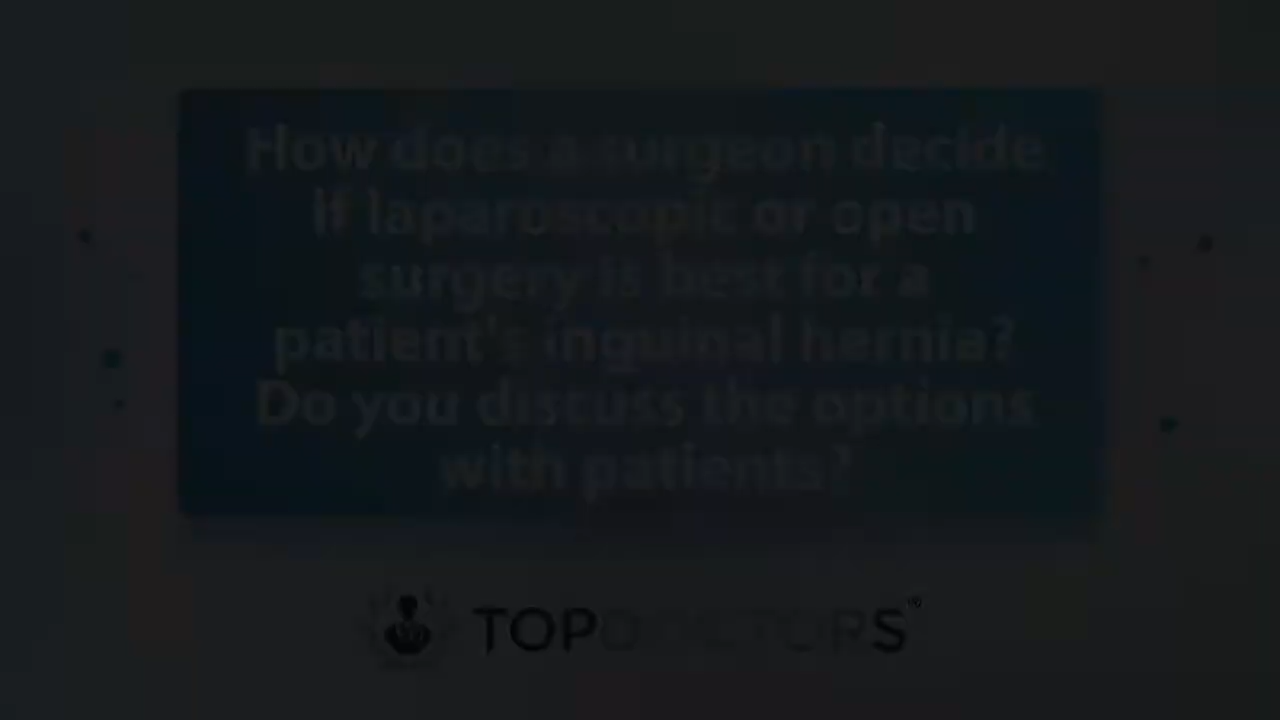 How does a surgeon decide
if laparoscopic or open
surgery is best for a
patient's inguinal hernia?
Do you discuss the options
with patients?
TOPDOCTORS